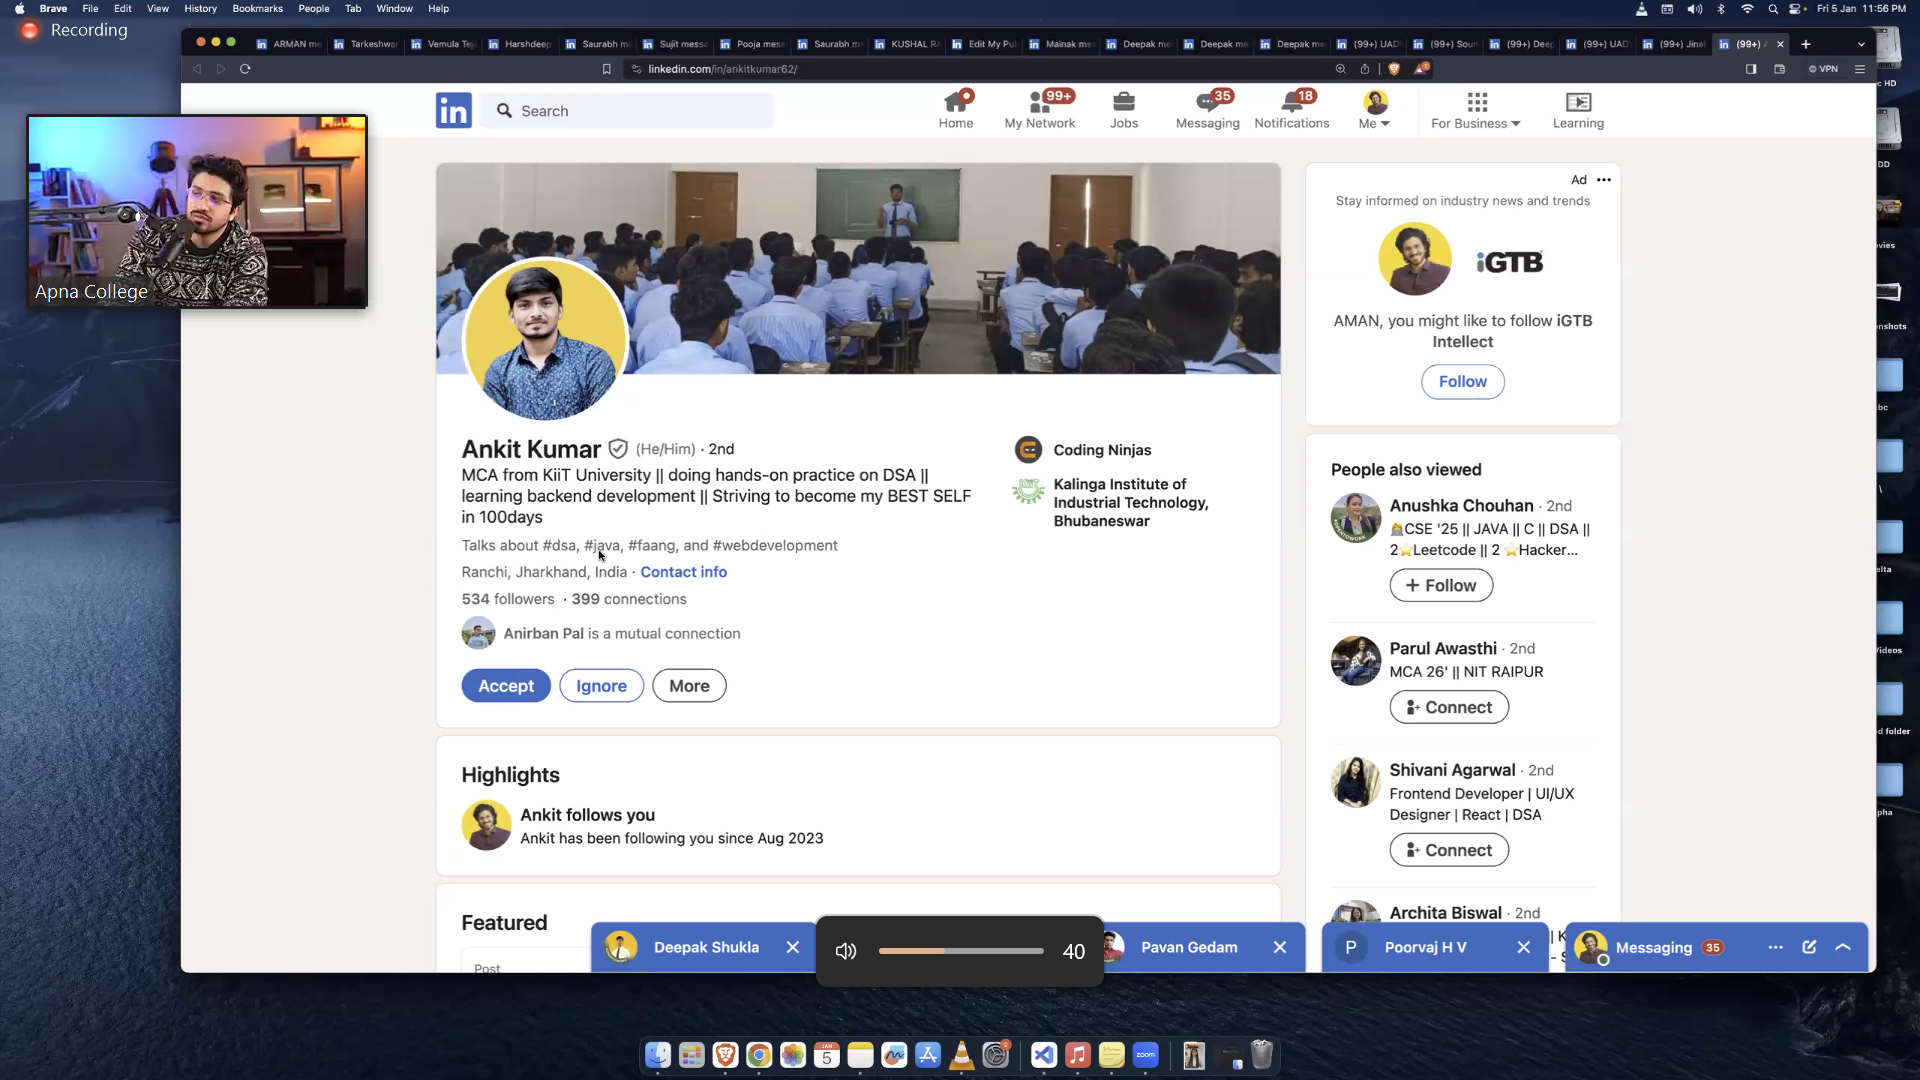 Brave File Edit View History Bookmarks People Tab Window Help
Fri 5 Jan 11:56 PM
Recording
ARMAN me
Tarkeshwar
Vemula Tej
Harshdeep
Saurabh m
Sujit messa
Pooja mess
Saurabh m
KUSHAL R
Edit My Pu
Mainak me
Deepak me
Deepak me
Deepak me
(99+) UAD
(99+) Sour
(99+) Deep
(99+) UAD
(99+) Jinal
(99+)
linkedin.com/in/ankitkumar62/
VPN
in
Search
Home
99+
My Network
Jobs
35
Messaging
18
Notifications
Me
For Business
Learning
Apna College
Ankit Kumar (He/Him) · 2nd
MCA from KiiT University || doing hands-on practice on DSA ||
learning backend development || Striving to become my BEST SELF
in 100days
Talks about #dsa, #java, #faang, and #webdevelopment
Ranchi, Jharkhand, India · Contact info
534 followers · 399 connections
Anirban Pal is a mutual connection
Accept
Ignore
More
Coding Ninjas
Kalinga Institute of
Industrial Technology,
Bhubaneswar
Highlights
Ankit follows you
Ankit has been following you since Aug 2023
Featured
Post
Ad
Stay informed on industry news and trends
iGTB
AMAN, you might like to follow iGTB
Intellect
Follow
People also viewed
Anushka Chouhan · 2nd
CSE '25 || JAVA || C || DSA ||
2⭐Leetcode || 2 ⭐Hacker...
+ Follow
Parul Awasthi · 2nd
MCA 26' || NIT RAIPUR
Connect
Shivani Agarwal · 2nd
Frontend Developer | UI/UX
Designer | React | DSA
Connect
Archita Biswal · 2nd
Deepak Shukla
40
Pavan Gedam
P
Poorvaj H V
Messaging 35
JAN
5
zoom